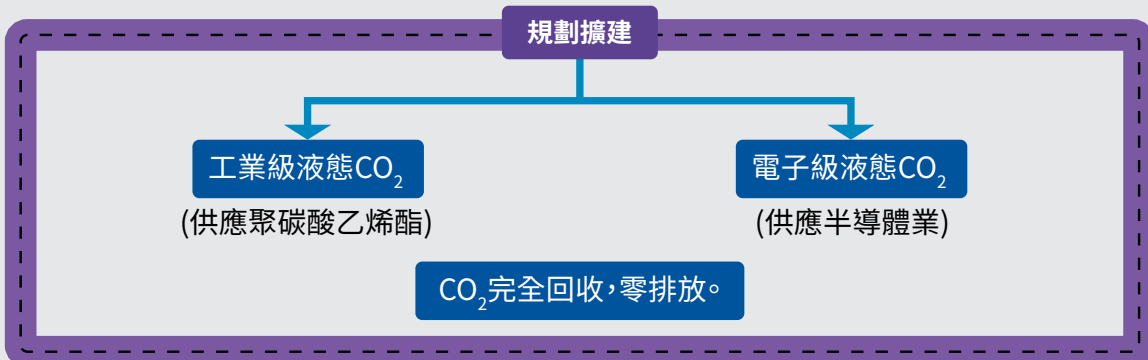 規劃擴建
工業級液態CO₂
(供應聚碳酸乙烯酯)
電子級液態CO₂
(供應半導體業)
CO₂完全回收，零排放。